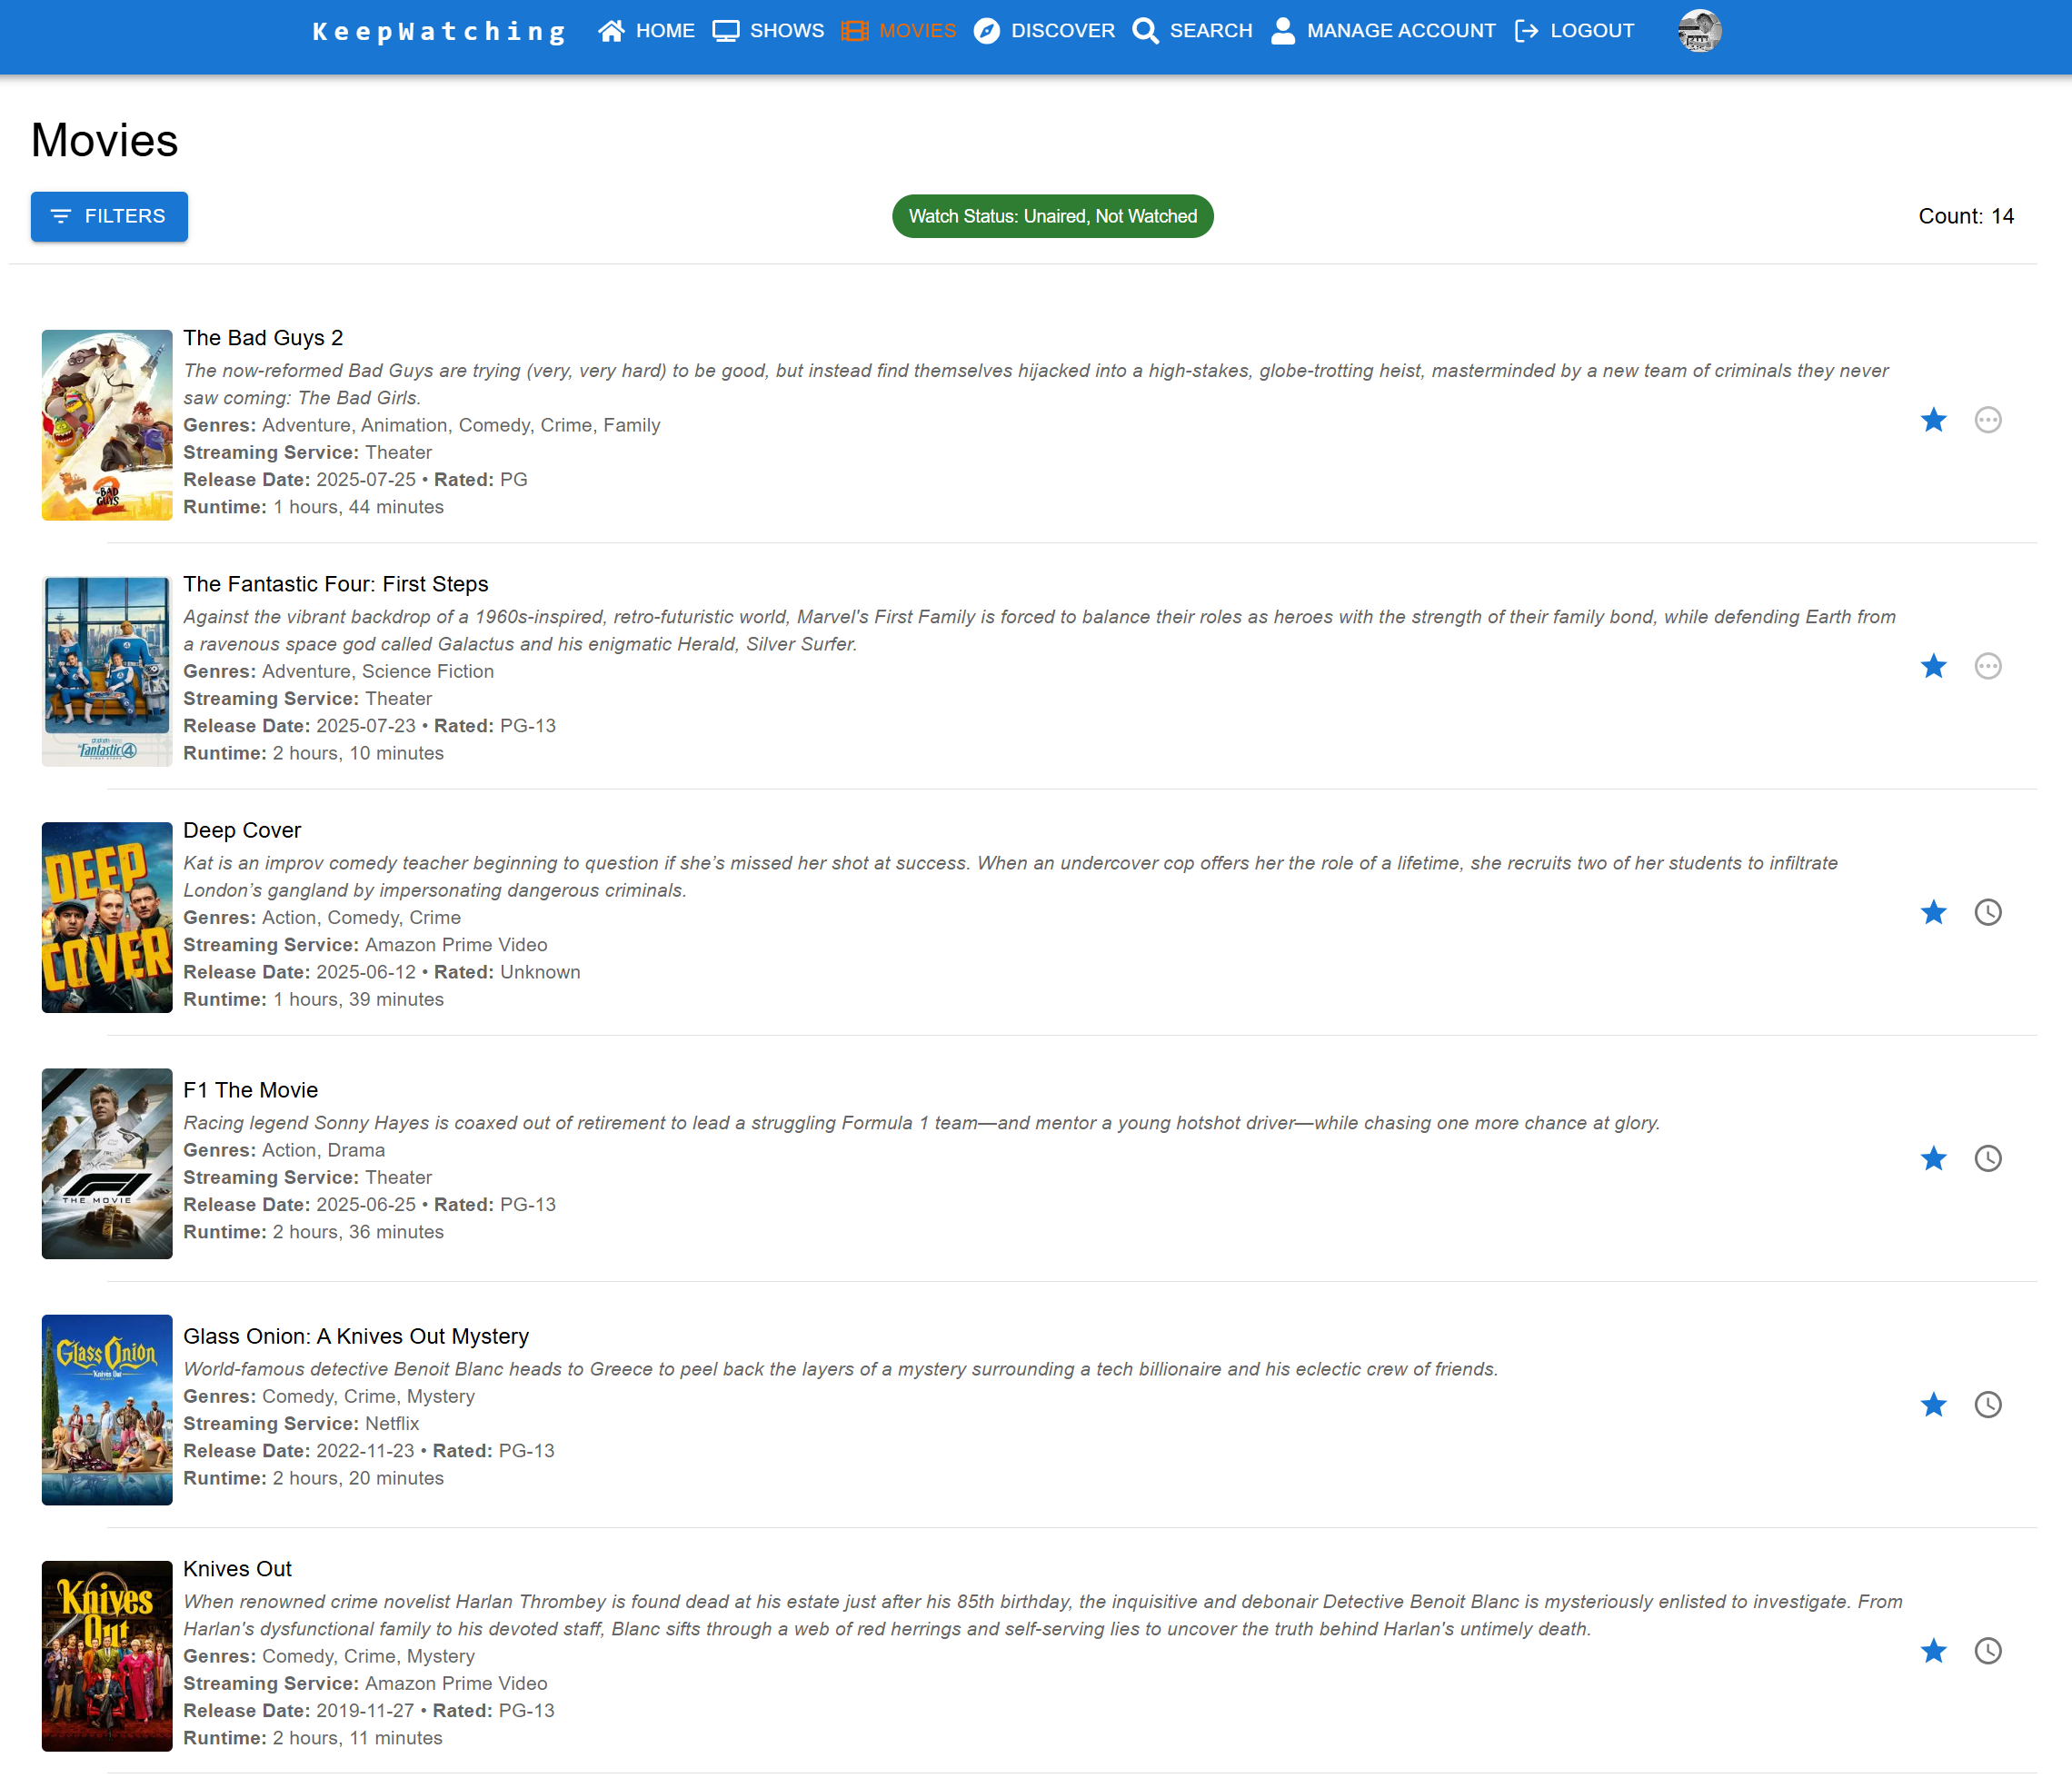 KeepWatching HOME SHOWS MOVIES DISCOVER SEARCH MANAGE ACCOUNT LOGOUT
Movies
FILTERS
Watch Status: Unaired, Not Watched
Count: 14
The Bad Guys 2
The now-reformed Bad Guys are trying (very, very hard) to be good, but instead find themselves hijacked into a high-stakes, globe-trotting heist, masterminded by a new team of criminals they never
saw coming: The Bad Girls.
Genres: Adventure, Animation, Comedy, Crime, Family
Streaming Service: Theater
Release Date: 2025-07-25 • Rated: PG
Runtime: 1 hours, 44 minutes
2
BAD
GUYS
The Fantastic Four: First Steps
Against the vibrant backdrop of a 1960s-inspired, retro-futuristic world, Marvel's First Family is forced to balance their roles as heroes with the strength of their family bond, while defending Earth from
a ravenous space god called Galactus and his enigmatic Herald, Silver Surfer.
Genres: Adventure, Science Fiction
Streaming Service: Theater
Release Date: 2025-07-23 • Rated: PG-13
Runtime: 2 hours, 10 minutes
Fantastic 4
FIRST STEPS
Deep Cover
Kat is an improv comedy teacher beginning to question if she’s missed her shot at success. When an undercover cop offers her the role of a lifetime, she recruits two of her students to infiltrate
London’s gangland by impersonating dangerous criminals.
Genres: Action, Comedy, Crime
Streaming Service: Amazon Prime Video
Release Date: 2025-06-12 • Rated: Unknown
Runtime: 1 hours, 39 minutes
DEEP
COVER
F1 The Movie
Racing legend Sonny Hayes is coaxed out of retirement to lead a struggling Formula 1 team—and mentor a young hotshot driver—while chasing one more chance at glory.
Genres: Action, Drama
Streaming Service: Theater
Release Date: 2025-06-25 • Rated: PG-13
Runtime: 2 hours, 36 minutes
F1
THE MOVIE
Glass Onion: A Knives Out Mystery
World-famous detective Benoit Blanc heads to Greece to peel back the layers of a mystery surrounding a tech billionaire and his eclectic crew of friends.
Genres: Comedy, Crime, Mystery
Streaming Service: Netflix
Release Date: 2022-11-23 • Rated: PG-13
Runtime: 2 hours, 20 minutes
Glass Onion
Knives Out
Knives Out
When renowned crime novelist Harlan Thrombey is found dead at his estate just after his 85th birthday, the inquisitive and debonair Detective Benoit Blanc is mysteriously enlisted to investigate. From
Harlan's dysfunctional family to his devoted staff, Blanc sifts through a web of red herrings and self-serving lies to uncover the truth behind Harlan's untimely death.
Genres: Comedy, Crime, Mystery
Streaming Service: Amazon Prime Video
Release Date: 2019-11-27 • Rated: PG-13
Runtime: 2 hours, 11 minutes
Knives
Out